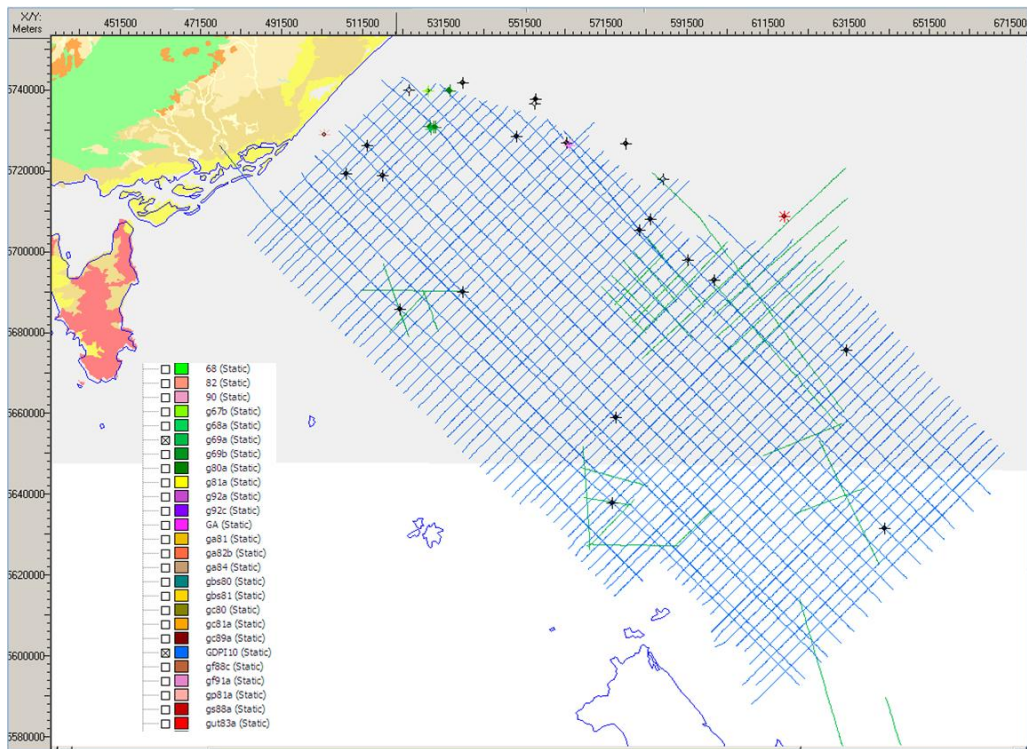 X/Y:
Meters
451500 471500 491500 511500 531500 551500 571500 591500 611500 631500 651500 671500
5740000
5720000
5700000
5680000
5660000
5640000
5620000
5600000
5580000
68 (Static)
82 (Static)
90 (Static)
g67b (Static)
g68a (Static)
g69a (Static)
g69b (Static)
g80a (Static)
g81a (Static)
g92a (Static)
g92c (Static)
GA (Static)
ga81 (Static)
ga82b (Static)
ga84 (Static)
gbs80 (Static)
gbs81 (Static)
gc80 (Static)
gc81a (Static)
gc89a (Static)
GDPI10 (Static)
gf88c (Static)
gf91a (Static)
gp81a (Static)
gs88a (Static)
gut83a (Static)